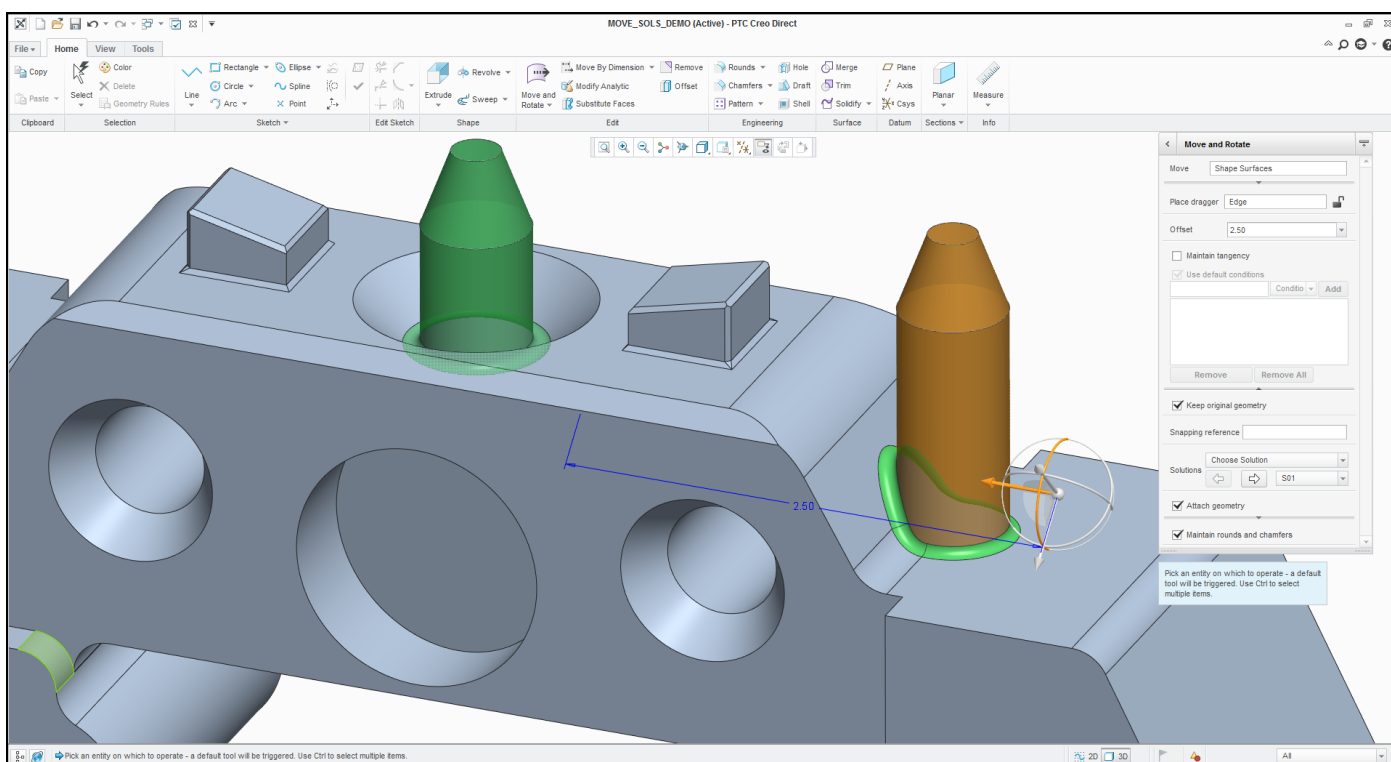 MOVE_SOLS_DEMO (Active) - PTC Creo Direct
File Home View Tools
Copy
Paste
Clipboard
Select
Color
Delete
Geometry Rules
Selection
Line
Rectangle
Circle
Arc
Ellipse
Spline
Point
Sketch
Edit Sketch
Extrude
Revolve
Sweep
Shape
Move and
Rotate
Move By Dimension
Modify Analytic
Substitute Faces
Remove
Offset
Edit
Rounds
Chamfers
Pattern
Hole
Draft
Shell
Engineering
Merge
Trim
Solidify
Surface
Plane
Axis
Csys
Datum
Planar
Sections
Measure
Info
Move and Rotate
Move Shape Surfaces
Place dragger Edge
Offset 2.50
Maintain tangency
Use default conditions
Conditio Add
Remove Remove All
Keep original geometry
Snapping reference
Choose Solution
Solutions
S01
Attach geometry
Maintain rounds and chamfers
Pick an entity on which to operate - a default
tool will be triggered. Use Ctrl to select
multiple items.
2.50
Pick an entity on which to operate - a default tool will be triggered. Use Ctrl to select multiple items.
2D 3D All